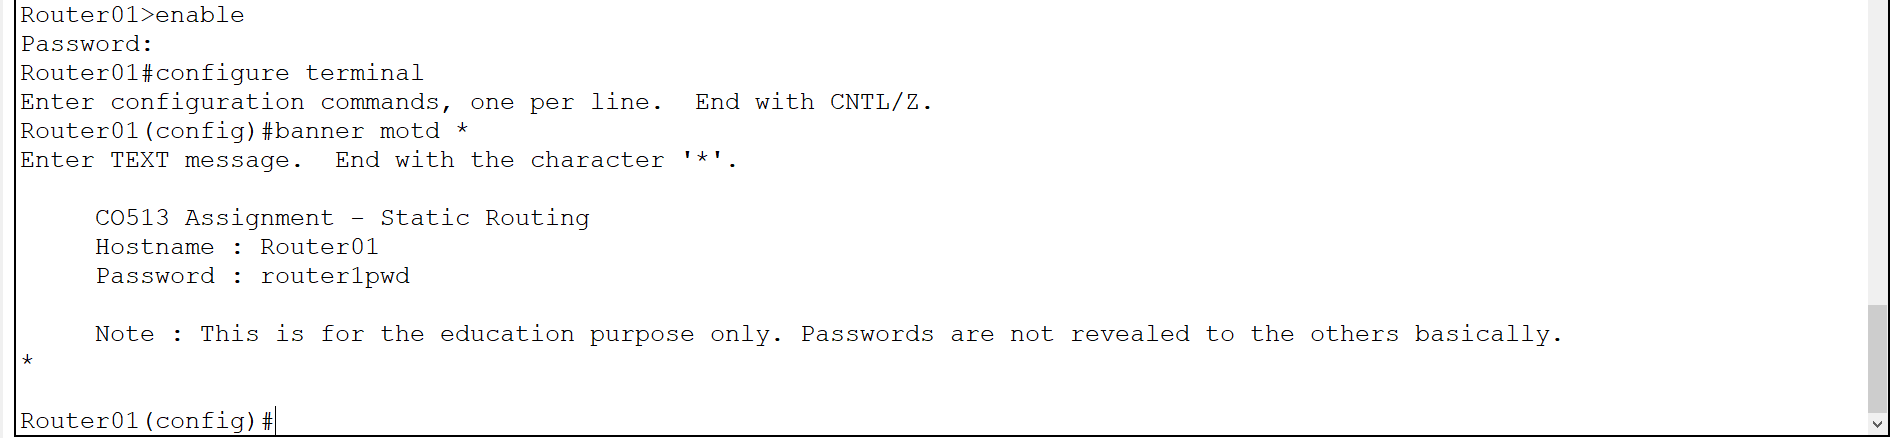 Router01>enable
Password:
Router01#configure terminal
Enter configuration commands, one per line.  End with CNTL/Z.
Router01(config)#banner motd *
Enter TEXT message.  End with the character '*'.

     CO513 Assignment - Static Routing
     Hostname : Router01
     Password : router1pwd

     Note : This is for the education purpose only. Passwords are not revealed to the others basically.
*

Router01(config)#